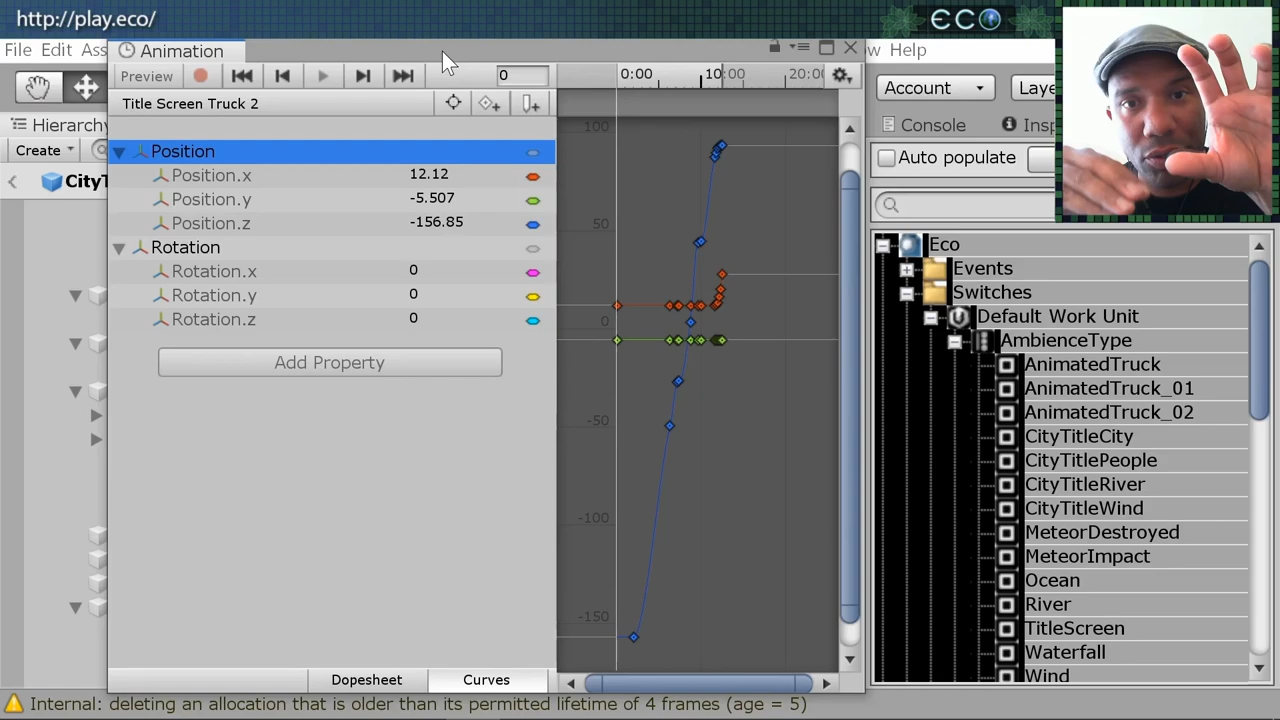 http://play.eco/
ECO
File Edit Ass
w Help
Animation
Preview
0
0:00
10:00
20:00
Account
Laye
Title Screen Truck 2
Hierarchy
Console
Insp
Create
Position
Auto populate
CityT
Position.x 12.12
Position.y -5.507
Position.z -156.85
Rotation
Rotation.x 0
Rotation.y 0
Rotation.z 0
Add Property
100
50
0
-50
-100
-150
Eco
Events
Switches
Default Work Unit
AmbienceType
AnimatedTruck
AnimatedTruck_01
AnimatedTruck_02
CityTitleCity
CityTitlePeople
CityTitleRiver
CityTitleWind
MeteorDestroyed
MeteorImpact
Ocean
River
TitleScreen
Waterfall
Wind
Dopesheet
Curves
Internal: deleting an allocation that is older than its permitted lifetime of 4 frames (age = 5)